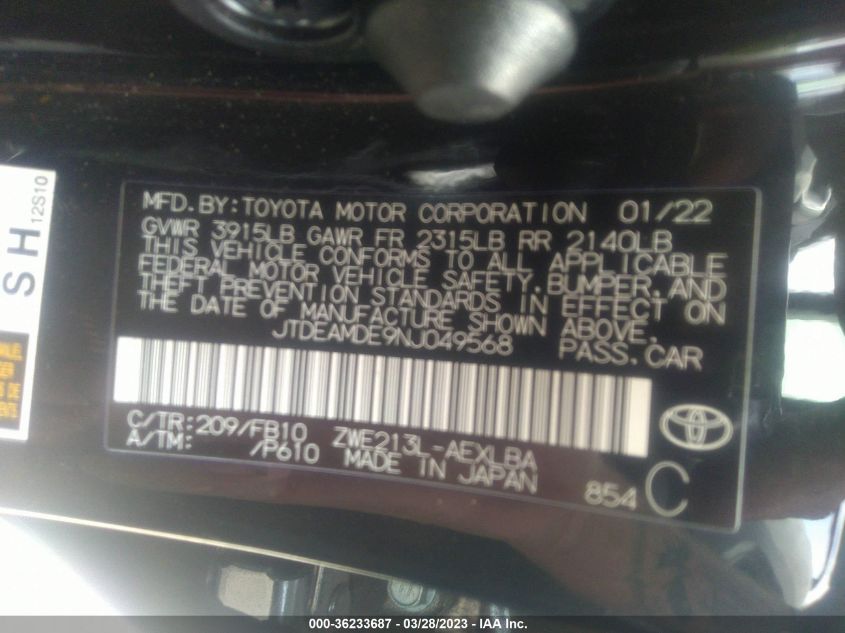 SH
12S10
MFD. BY: TOYOTA MOTOR CORPORATION 01/22
GVWR 3915LB GAWR FR 2315LB RR 2140LB
THIS VEHICLE CONFORMS TO ALL APPLICABLE
FEDERAL MOTOR VEHICLE SAFETY, BUMPER, AND
THEFT PREVENTION STANDARDS IN EFFECT ON
THE DATE OF MANUFACTURE SHOWN ABOVE.
JTDEAMDE9NJ049568 PASS. CAR
C/TR: 209/FB10 ZWE213L-AEXLBA
A/TM: /P610 MADE IN JAPAN
854 C
DE
000-36233687 - 03/28/2023 - IAA Inc.